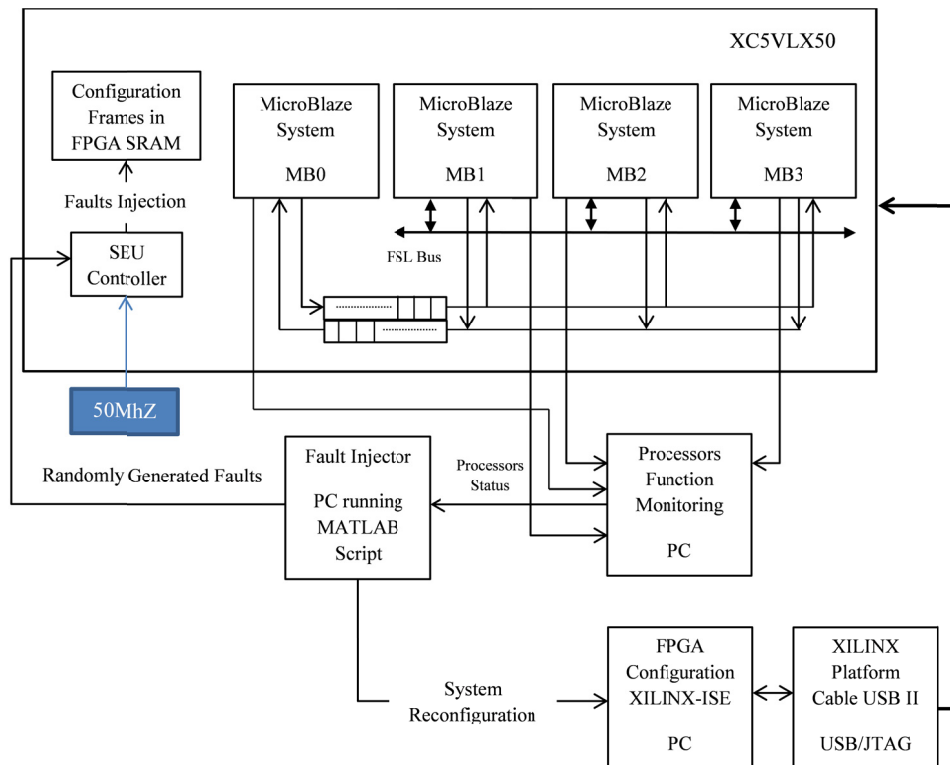 XC5VLX50
Configuration
Frames in
FPGA SRAM
Faults Injection
SEU
Controller
50MhZ
MicroBlaze
System
MB0
MicroBlaze
System
MB1
MicroBlaze
System
MB2
MicroBlaze
System
MB3
FSL Bus
Randomly Generated Faults
Fault Injector
PC running
MATLAB
Script
Processors
Status
Processors
Function
Monitoring
PC
System
Reconfiguration
FPGA
Configuration
XILINX-ISE
PC
XILINX
Platform
Cable USB II
USB/JTAG